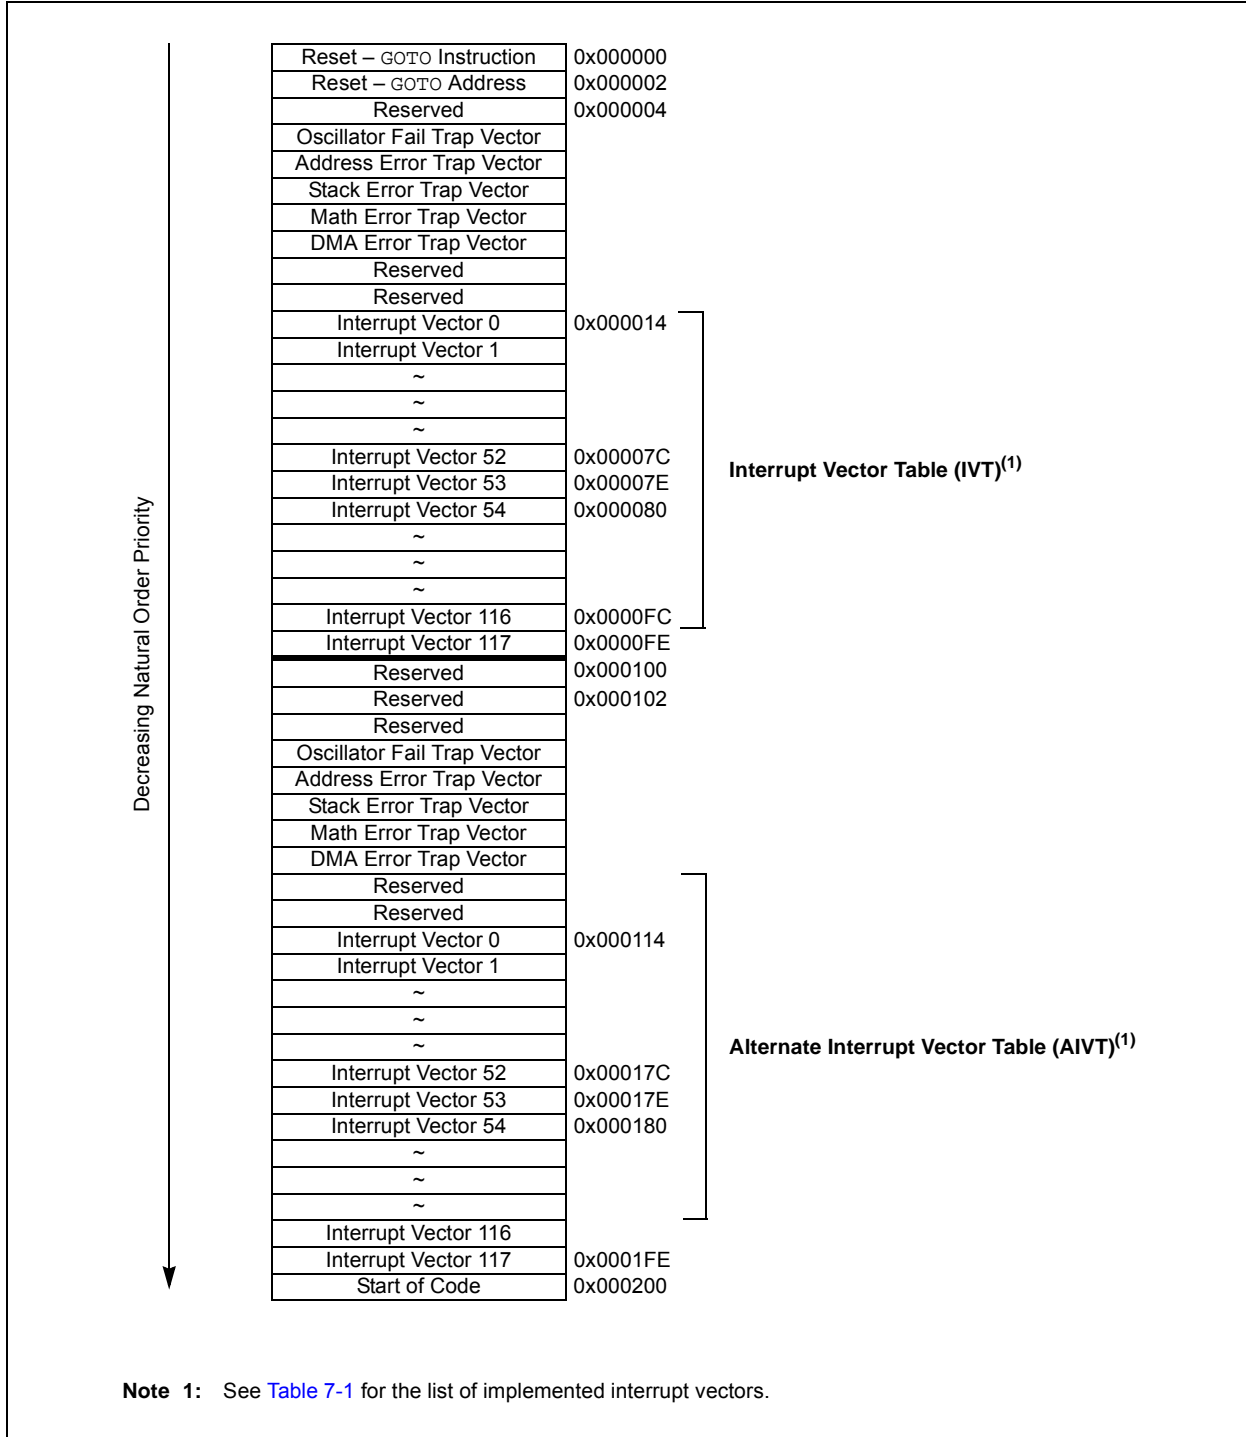 Reset – GOTO Instruction 0x000000
Reset – GOTO Address 0x000002
Reserved 0x000004
Oscillator Fail Trap Vector
Address Error Trap Vector
Stack Error Trap Vector
Math Error Trap Vector
DMA Error Trap Vector
Reserved
Reserved
Interrupt Vector 0 0x000014
Interrupt Vector 1
~
~
~
Interrupt Vector 52 0x00007C
Interrupt Vector Table (IVT)(1)
Interrupt Vector 53 0x00007E
Interrupt Vector 54 0x000080
~
~
~
Interrupt Vector 116 0x0000FC
Interrupt Vector 117 0x0000FE
Decreasing Natural Order Priority
Reserved 0x000100
Reserved 0x000102
Reserved
Oscillator Fail Trap Vector
Address Error Trap Vector
Stack Error Trap Vector
Math Error Trap Vector
DMA Error Trap Vector
Reserved
Reserved
Interrupt Vector 0 0x000114
Interrupt Vector 1
~
~
~
Alternate Interrupt Vector Table (AIVT)(1)
Interrupt Vector 52 0x00017C
Interrupt Vector 53 0x00017E
Interrupt Vector 54 0x000180
~
~
~
Interrupt Vector 116
Interrupt Vector 117 0x0001FE
Start of Code 0x000200
Note 1: See Table 7-1 for the list of implemented interrupt vectors.